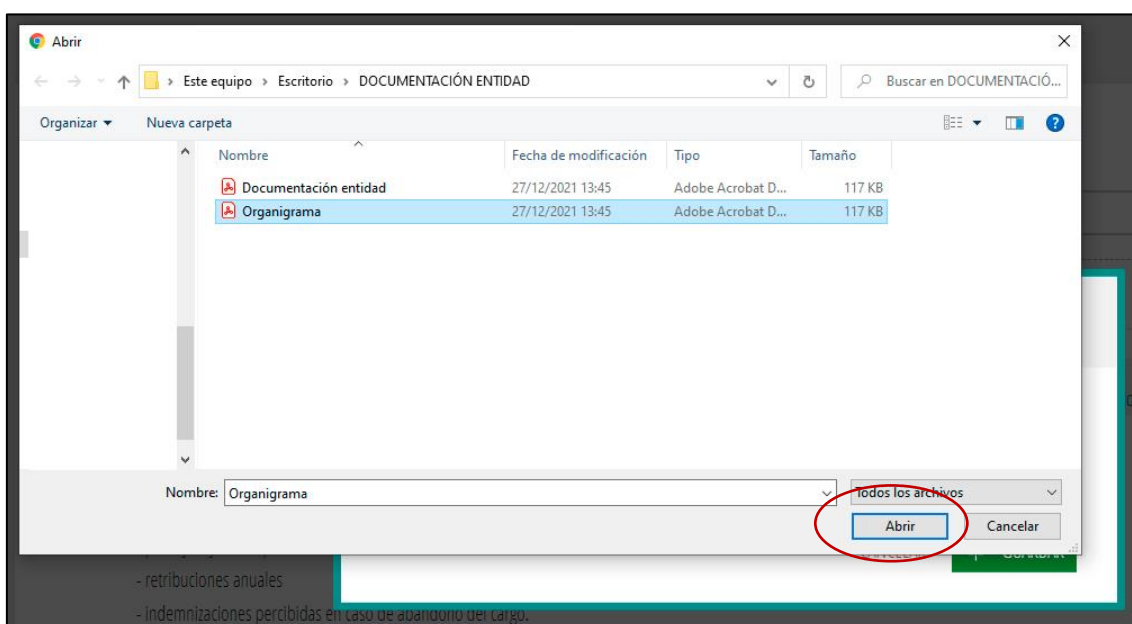 Abrir
Este equipo > Escritorio > DOCUMENTACIÓN ENTIDAD
Buscar en DOCUMENTACIÓ...
Organizar
Nueva carpeta
Nombre Fecha de modificación Tipo Tamaño
Documentación entidad 27/12/2021 13:45 Adobe Acrobat D... 117 KB
Organigrama 27/12/2021 13:45 Adobe Acrobat D... 117 KB
Nombre: Organigrama
Todos los archivos
Abrir Cancelar
CANCELAR GUARDAR
- retribuciones anuales
- Indemnizaciones percibidas en caso de abandono del cargo.